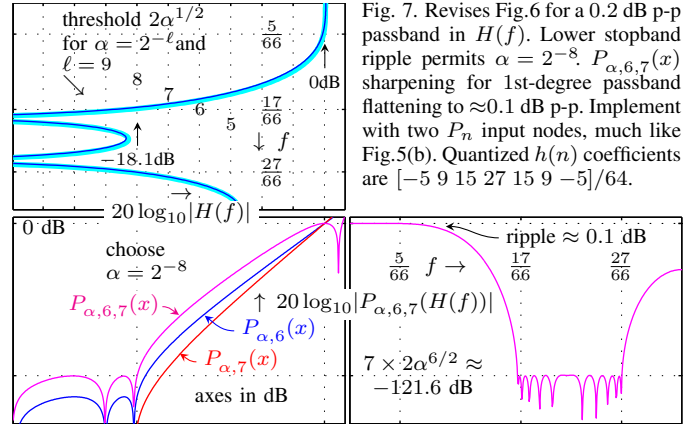 threshold 2α^{1/2}
for α = 2^{−ℓ} and
ℓ = 9
8
7
6
5
5/66
0dB
17/66
↓ f
27/66
−18.1dB
→
20 log₁₀|H(f)|
Fig. 7. Revises Fig.6 for a 0.2 dB p-p
passband in H(f). Lower stopband
ripple permits α = 2^{−8}. P_{α,6,7}(x)
sharpening for 1st-degree passband
flattening to ≈0.1 dB p-p. Implement
with two P_n input nodes, much like
Fig.5(b). Quantized h(n) coefficients
are [−5 9 15 27 15 9 −5]/64.
0 dB
choose
α ≐ 2^{−8}
P_{α,6,7}(x)
P_{α,6}(x)
P_{α,7}(x)
axes in dB
ripple ≈ 0.1 dB
5/66 f → 17/66 27/66
↑ 20 log₁₀|P_{α,6,7}(H(f))|
7 × 2α^{6/2} ≈
−121.6 dB